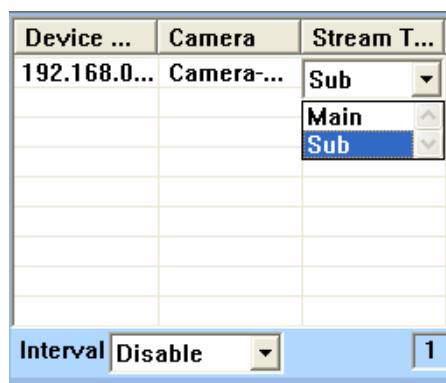 Device ... Camera Stream T...
192.168.0... Camera-... Sub
Main
Sub
Interval Disable 1